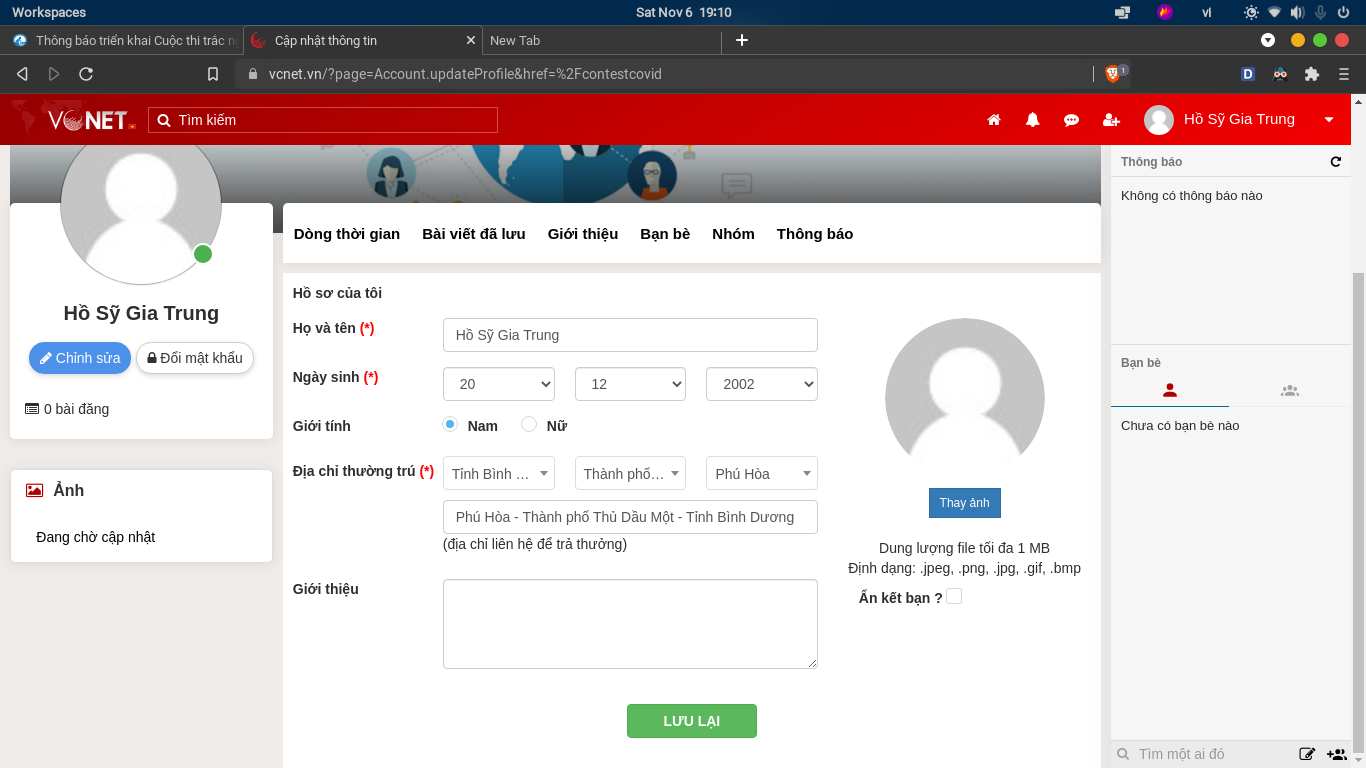 Workspaces
Sat Nov 6 19:10
vi
Thông báo triển khai Cuộc thi trắc
Cập nhật thông tin
New Tab
vcnet.vn/?page=Account.updateProfile&href=%2Fcontestcovid
1
D
VCNET
Tìm kiếm
Hồ Sỹ Gia Trung
Hồ Sỹ Gia Trung
Chỉnh sửa
Đổi mật khẩu
0 bài đăng
Ảnh
Đang chờ cập nhật
Dòng thời gian
Bài viết đã lưu
Giới thiệu
Bạn bè
Nhóm
Thông báo
Hồ sơ của tôi
Họ và tên (*)
Hồ Sỹ Gia Trung
Ngày sinh (*)
20
12
2002
Giới tính
Nam
Nữ
Địa chỉ thường trú (*)
Tỉnh Bình ...
Thành phố...
Phú Hòa
Phú Hòa - Thành phố Thủ Dầu Một - Tỉnh Bình Dương
(địa chỉ liên hệ để trả thưởng)
Giới thiệu
LƯU LẠI
Thay ảnh
Dung lượng file tối đa 1 MB
Định dạng: .jpeg, .png, .jpg, .gif, .bmp
Ẩn kết bạn ?
Thông báo
Không có thông báo nào
Bạn bè
Chưa có bạn bè nào
Tìm một ai đó